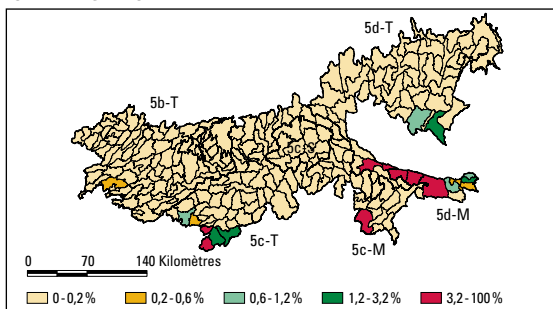 5d-T
5b-T
5d-M
5c-M
5c-T
0 70 140 Kilomètres
0-0,2% 0,2-0,6% 0,6-1,2% 1,2-3,2% 3,2-100%